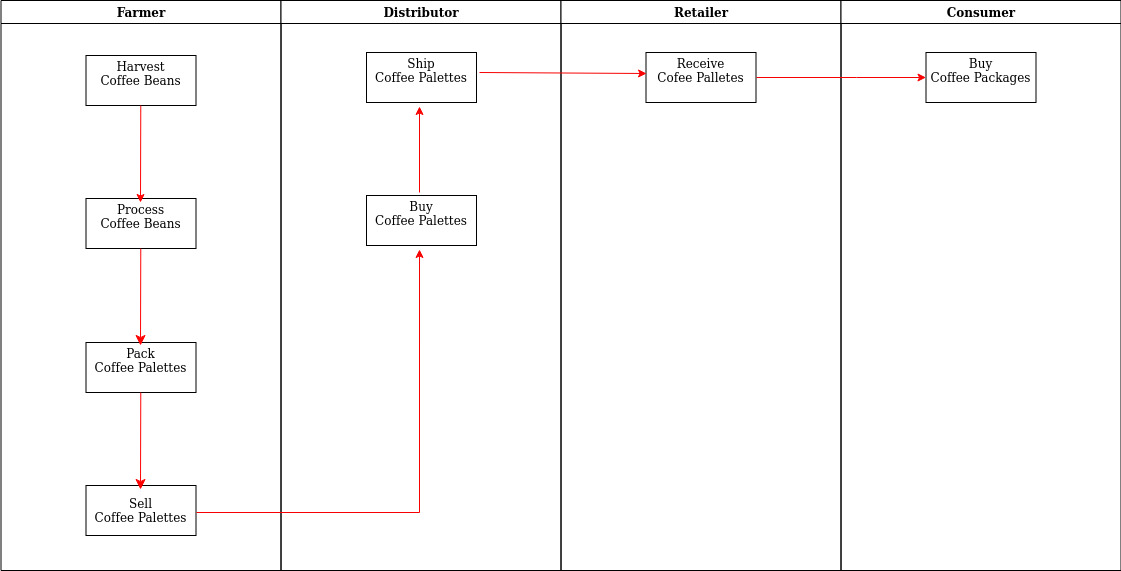 Farmer
Distributor
Retailer
Consumer
Harvest
Coffee Beans
Process
Coffee Beans
Pack
Coffee Palettes
Sell
Coffee Palettes
Ship
Coffee Palettes
Buy
Coffee Palettes
Receive
Cofee Palletes
Buy
Coffee Packages